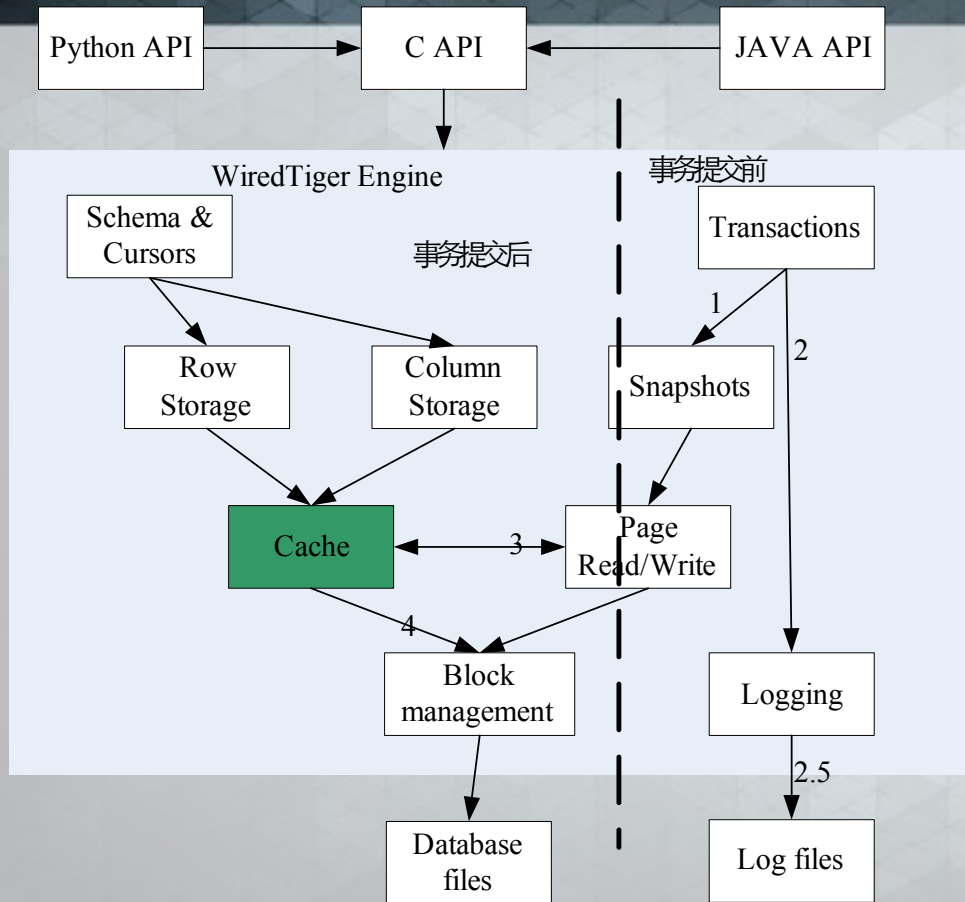 Python API
C API
JAVA API
WiredTiger Engine
事务提交前
Schema &
Cursors
Transactions
事务提交后
1
2
Row
Storage
Column
Storage
Snapshots
Cache
3
Page
Read/Write
4
Block
management
Logging
2.5
Database
files
Log files